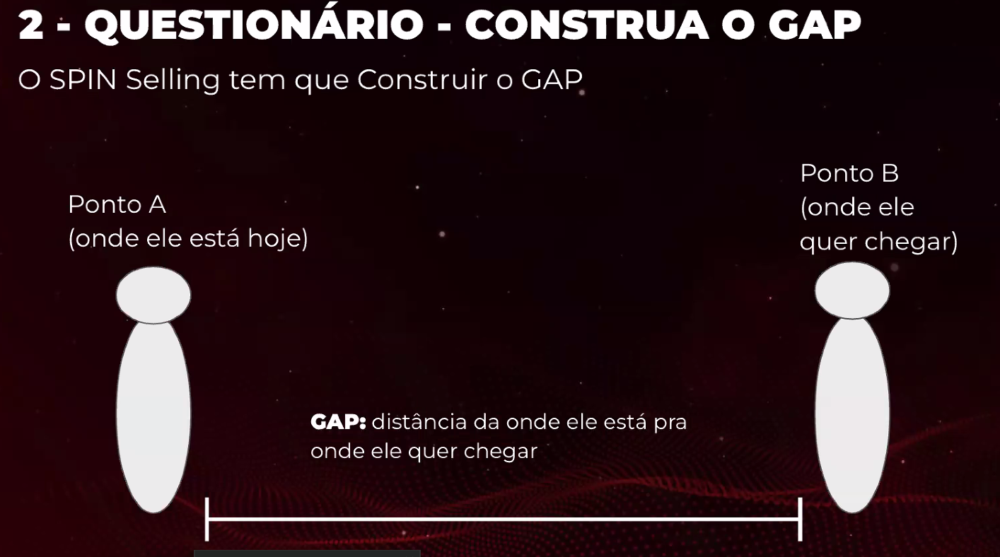 2 - QUESTIONÁRIO - CONSTRUA O GAP
O SPIN Selling tem que Construir o GAP
Ponto A
(onde ele está hoje)
Ponto B
(onde ele
quer chegar)
GAP: distância da onde ele está pra
onde ele quer chegar